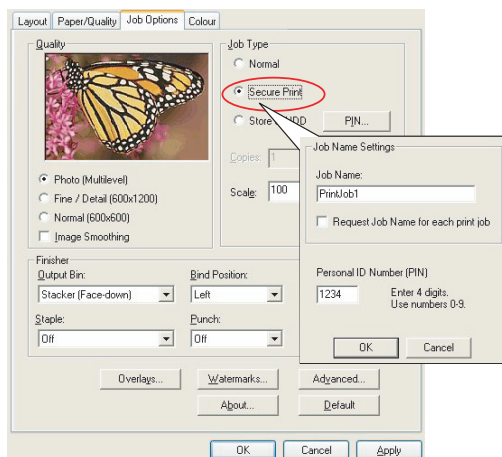 Layout Paper/Quality Job Options Colour
Quality
Photo (Multilevel)
Fine / Detail (600x1200)
Normal (600x600)
Image Smoothing
Job Type
Normal
Secure Print
Store HDD PIN...
Copies: 1
Scale: 100
Job Name Settings
Job Name:
PrintJob1
Request Job Name for each print job
Personal ID Number (PIN)
1234 Enter 4 digits.
Use numbers 0-9.
OK Cancel
Finisher
Output Bin: Bind Position:
Stacker (Face-down) Left
Staple: Punch:
Off Off
Overlays... Watermarks... Advanced...
About... Default
OK Cancel Apply